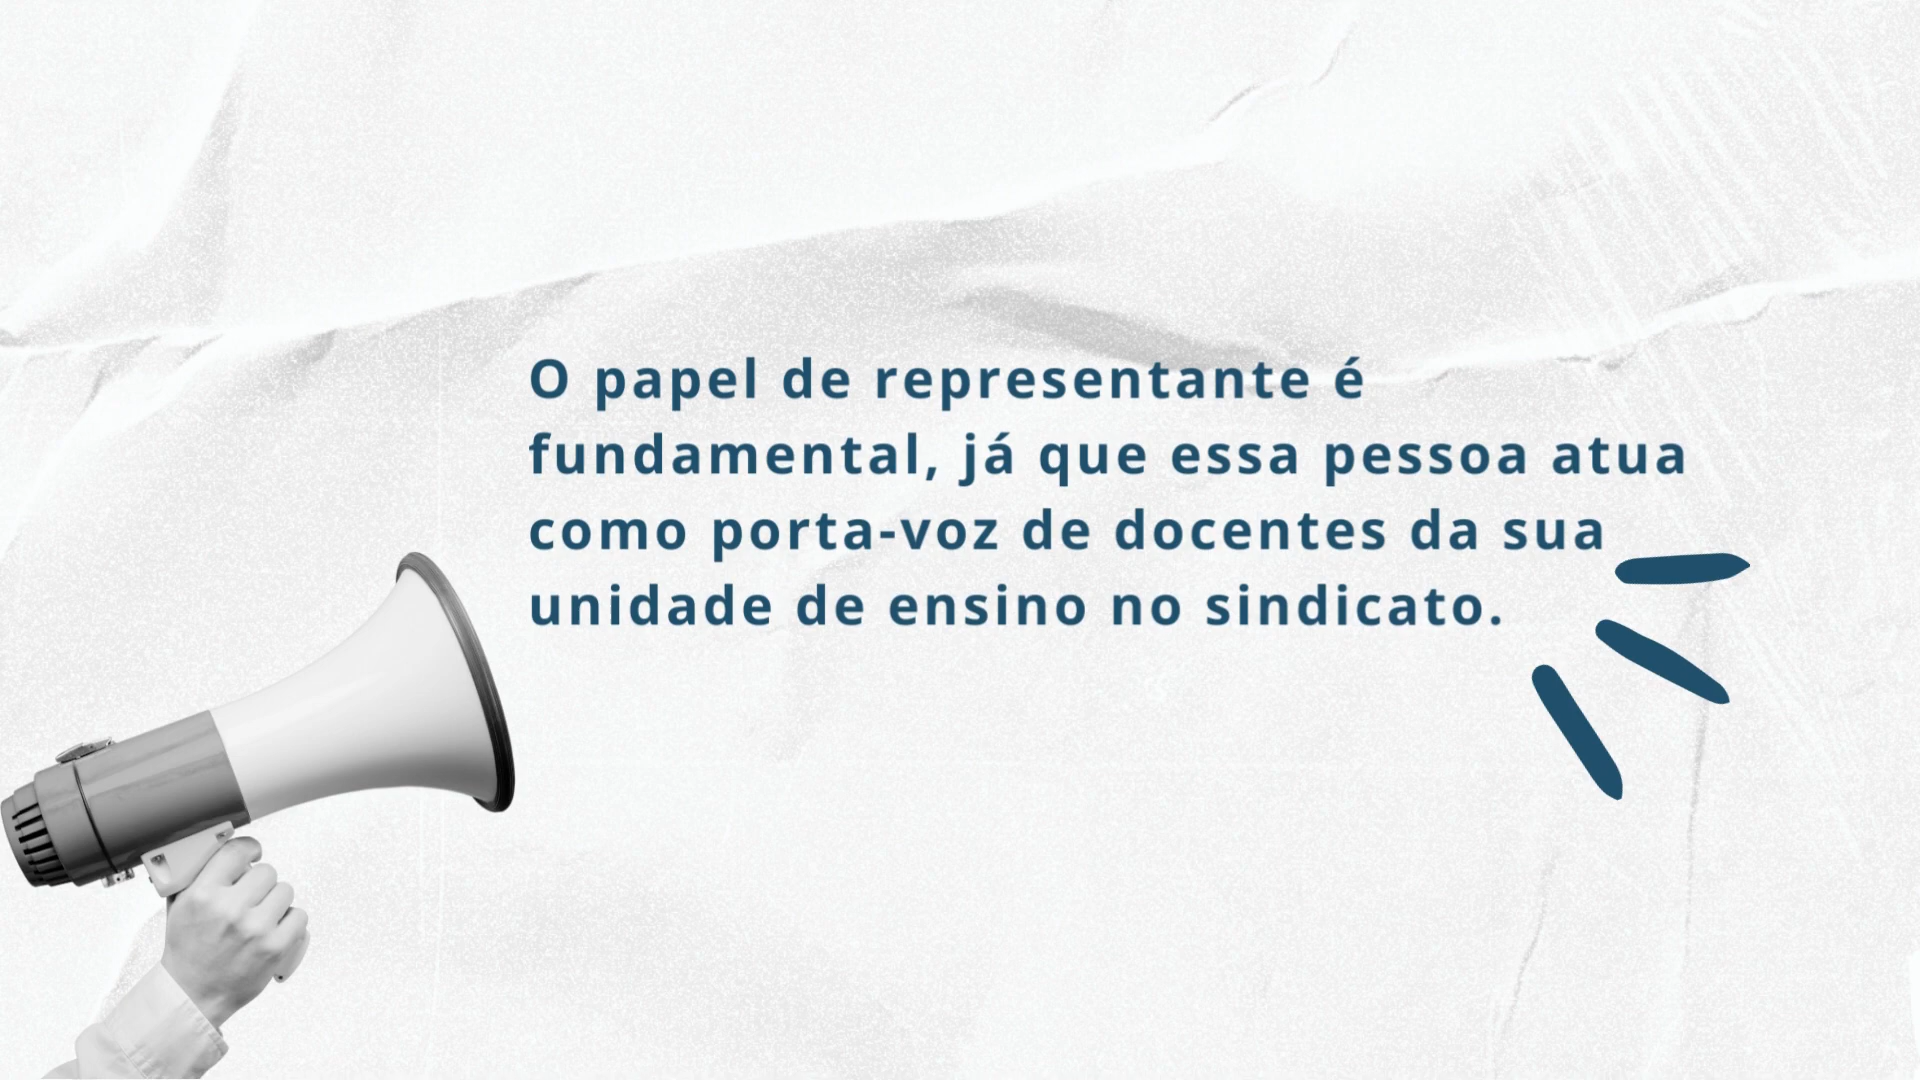 O papel de representante é
fundamental, já que essa pessoa atua
como porta-voz de docentes da sua
unidade de ensino no sindicato.